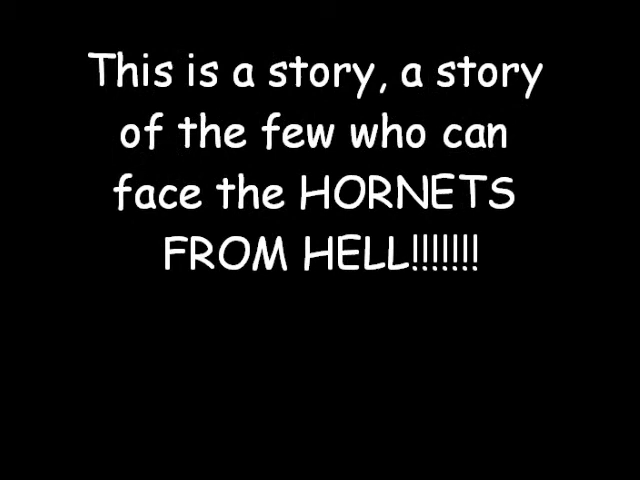 This is a story, a story
of the few who can
face the HORNETS
FROM HELL!!!!!!!